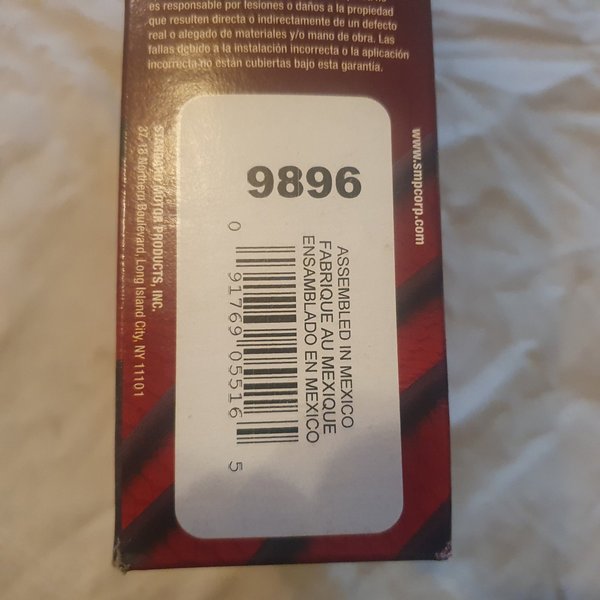 es responsable por lesiones o daños a la propiedad
que resulten directa o indirectamente de un defecto
real o alegado de materiales y/o mano de obra. Las
fallas debido a la instalación incorrecta o la aplicación
incorrecta no están cubiertas bajo esta garantía.
9896
ASSEMBLED IN MEXICO
FABRIQUE AU MEXIQUE
ENSAMBLADO EN MEXICO
0 91769 05516 5
www.smpcorp.com
STANDARD MOTOR PRODUCTS, INC.
37-18 Northern Boulevard, Long Island City, NY 11101